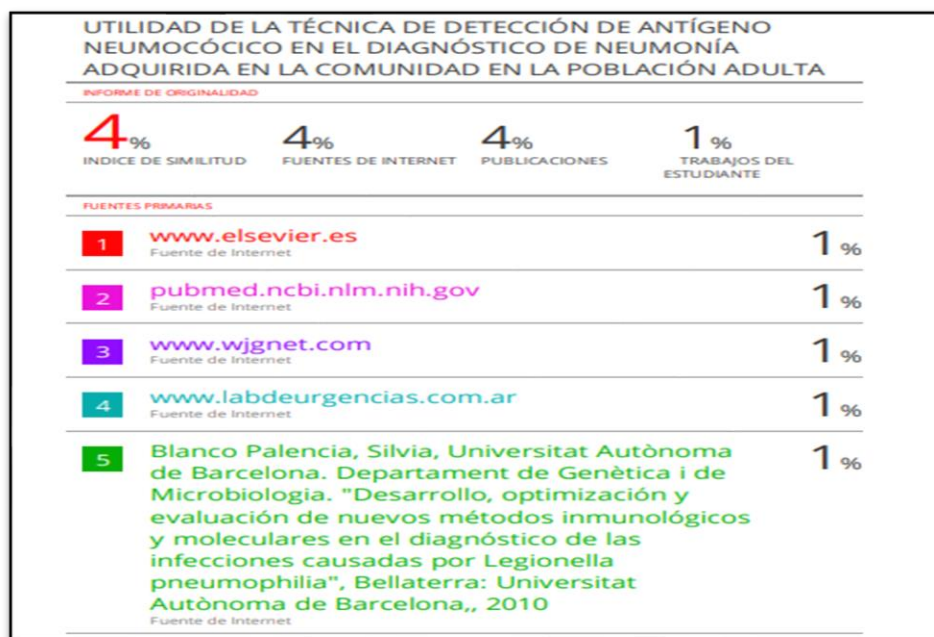 UTILIDAD DE LA TÉCNICA DE DETECCIÓN DE ANTÍGENO
NEUMOCÓCICO EN EL DIAGNÓSTICO DE NEUMONÍA
ADQUIRIDA EN LA COMUNIDAD EN LA POBLACIÓN ADULTA
INFORME DE ORIGINALIDAD
4% 4% 4% 1%
INDICE DE SIMILITUD FUENTES DE INTERNET PUBLICACIONES TRABAJOS DEL
ESTUDIANTE
FUENTES PRIMARIAS
1 www.elsevier.es 1%
Fuente de Internet
2 pubmed.ncbi.nlm.nih.gov 1%
Fuente de Internet
3 www.wjgnet.com 1%
Fuente de Internet
4 www.labdeurgencias.com.ar 1%
Fuente de Internet
5 Blanco Palencia, Silvia, Universitat Autònoma 1%
de Barcelona. Departament de Genètica i de
Microbiologia. "Desarrollo, optimización y
evaluación de nuevos métodos inmunológicos
y moleculares en el diagnóstico de las
infecciones causadas por Legionella
pneumophilia", Bellaterra: Universitat
Autònoma de Barcelona,, 2010
Fuente de Internet